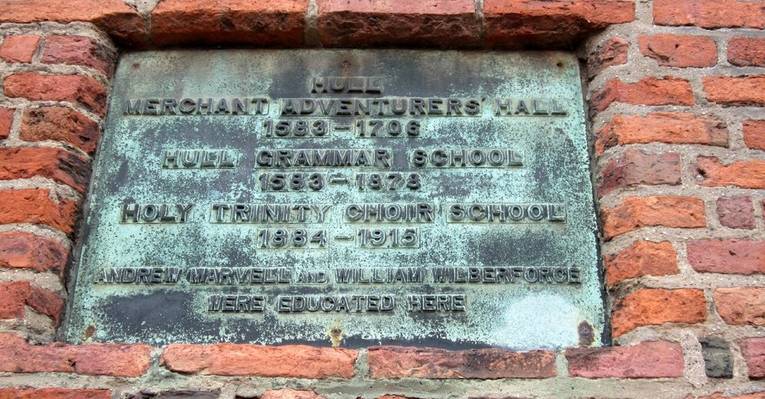 HULL
MERCHANT ADVENTURERS' HALL
1583-1706
HULL GRAMMAR SCHOOL
1583-1878
HOLY TRINITY CHOIR SCHOOL
1884-1915
ANDREW MARVELL AND WILLIAM WILBERFORCE
WERE EDUCATED HERE